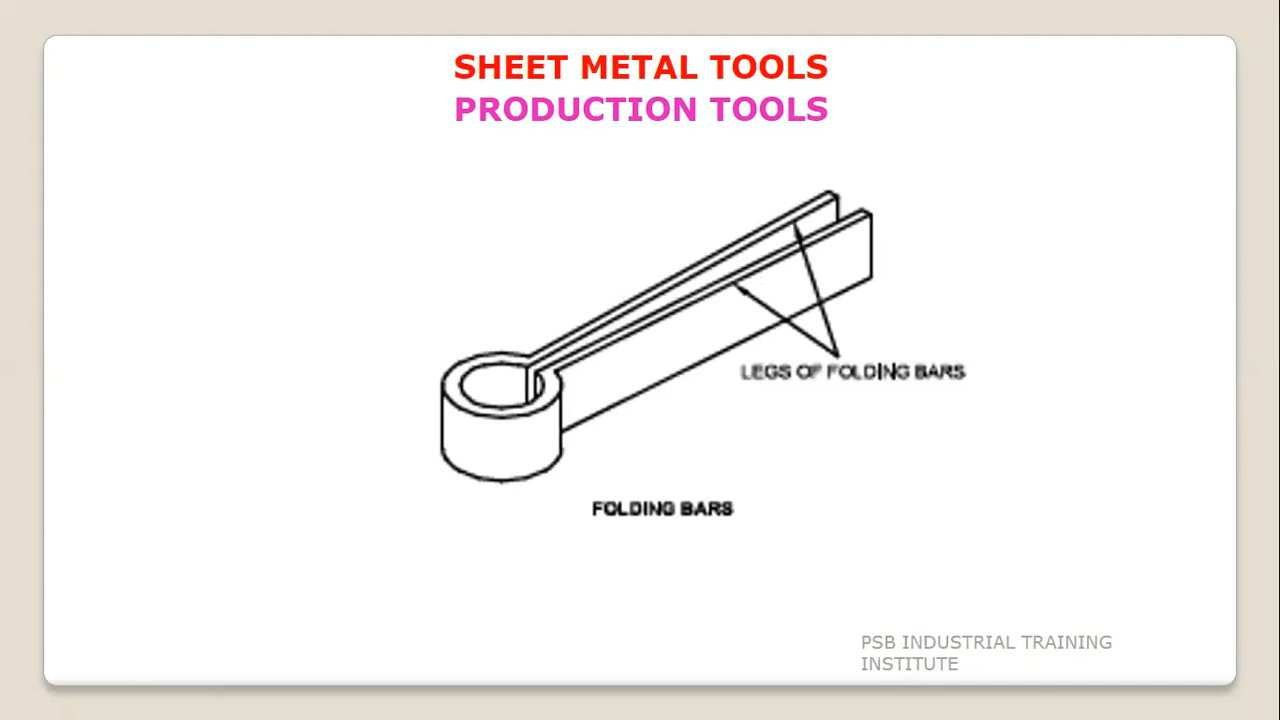 SHEET METAL TOOLS
PRODUCTION TOOLS
LEGS OF FOLDING BARS
FOLDING BARS
PSB INDUSTRIAL TRAINING
INSTITUTE